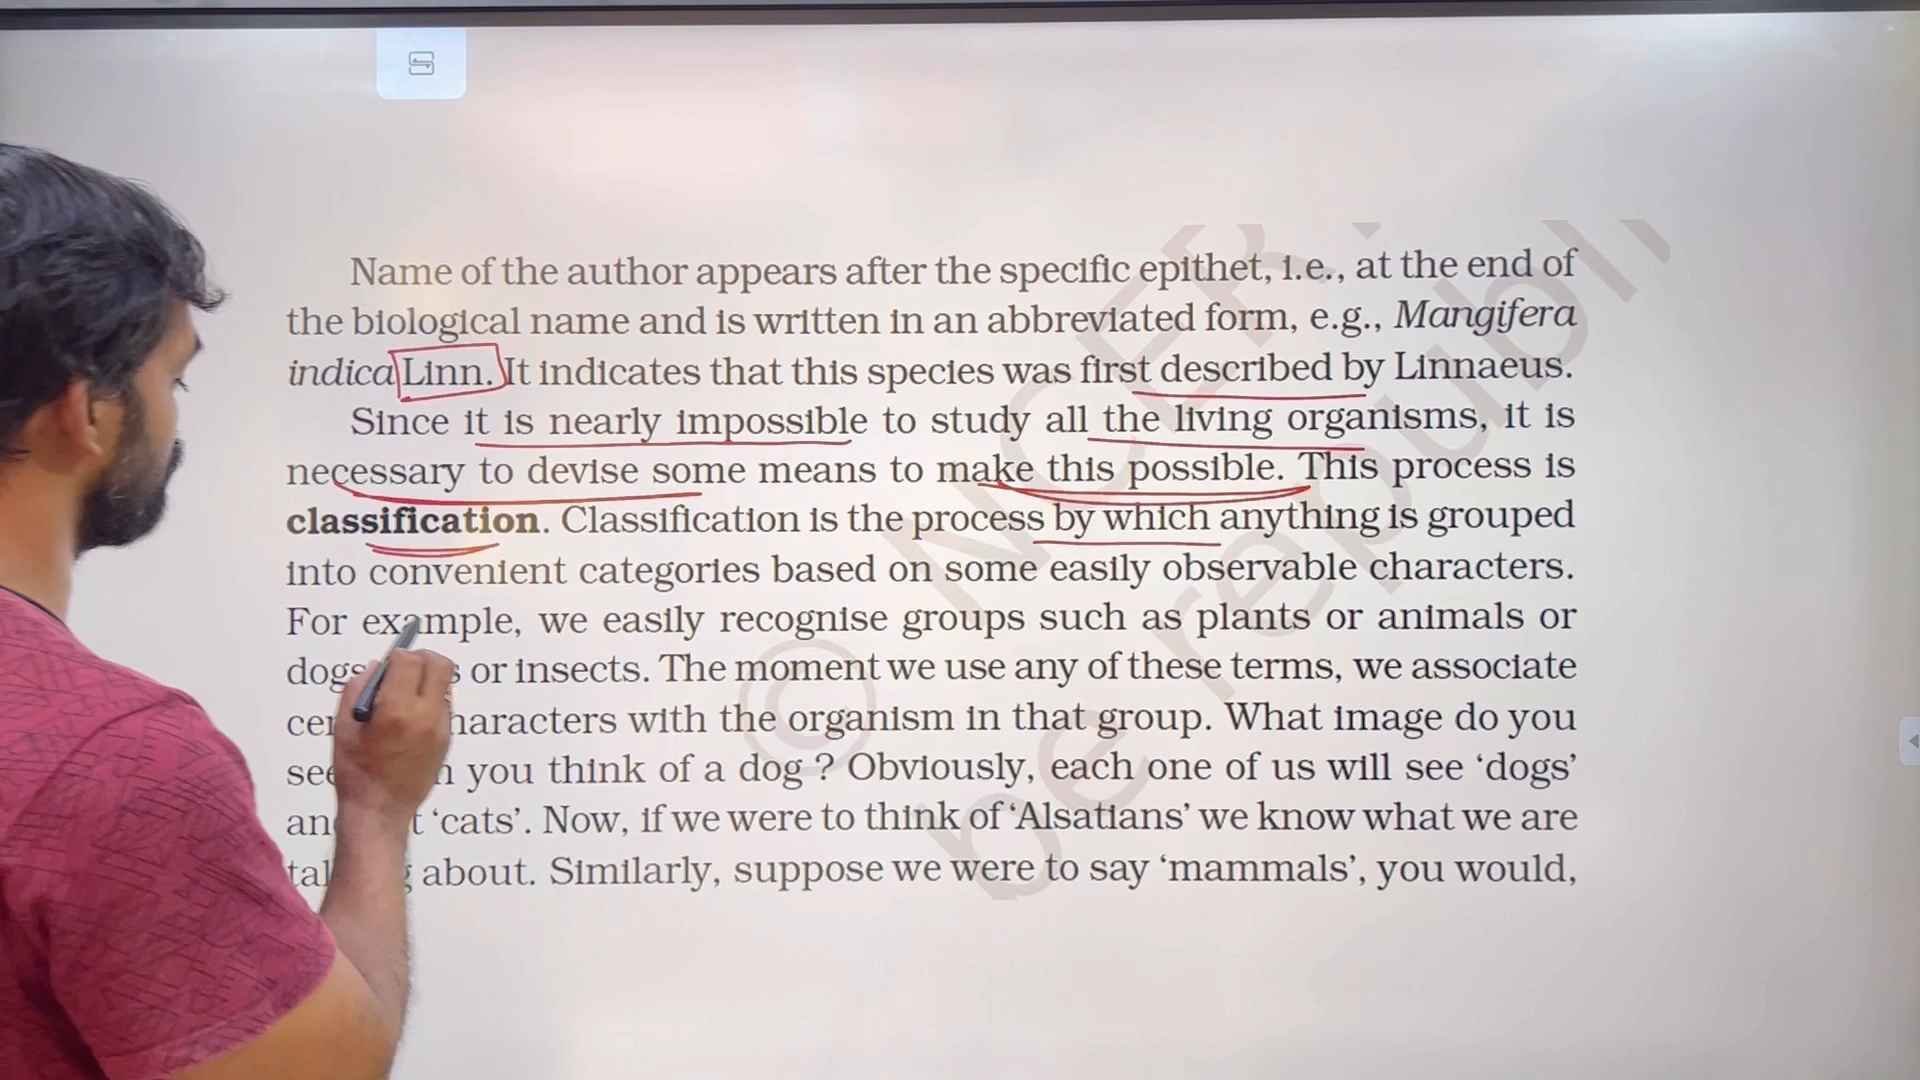 Name of the author appears after the specific epithet, i.e., at the end of
the biological name and is written in an abbreviated form, e.g., Mangifera
indica Linn. It indicates that this species was first described by Linnaeus.
Since it is nearly impossible to study all the living organisms, it is
necessary to devise some means to make this possible. This process is
classification. Classification is the process by which anything is grouped
into convenient categories based on some easily observable characters.
For example, we easily recognise groups such as plants or animals or
dogs or insects. The moment we use any of these terms, we associate
characters with the organism in that group. What image do you
you think of a dog ? Obviously, each one of us will see ‘dogs’
‘cats’. Now, if we were to think of ‘Alsatians’ we know what we are
about. Similarly, suppose we were to say ‘mammals’, you would,
© NCERT
be republi